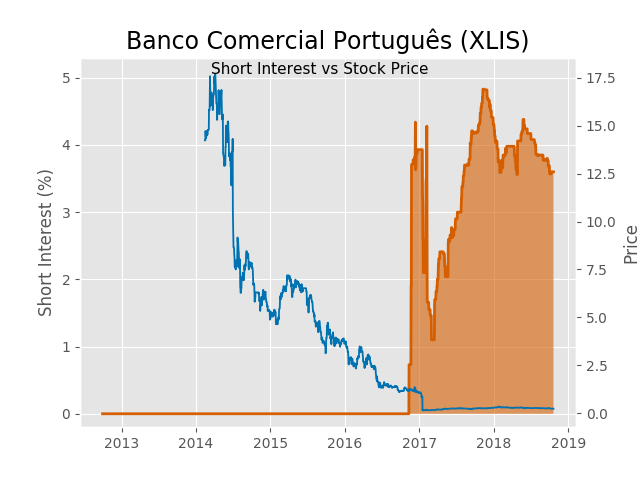 Banco Comercial Português (XLIS)
Short Interest vs Stock Price
Short Interest (%)
5
4
3
2
1
0
17.5
15.0
12.5
10.0
7.5
5.0
2.5
0.0
Price
2013 2014 2015 2016 2017 2018 2019